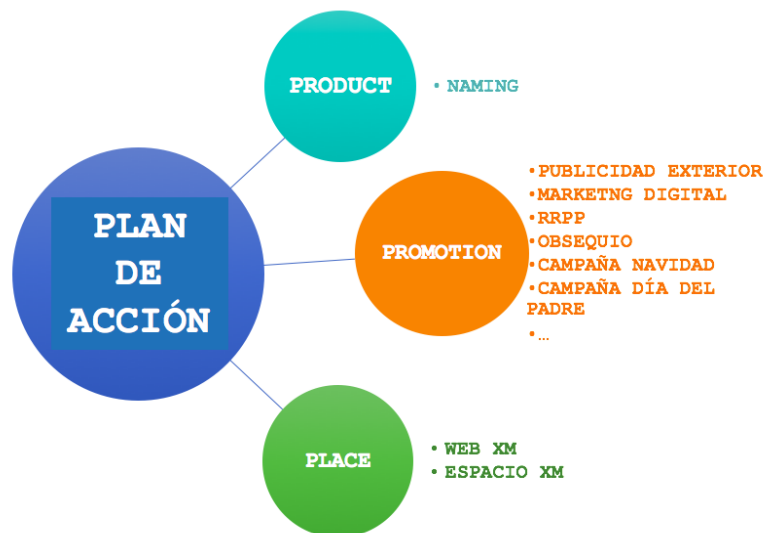 PLAN
DE
ACCIÓN
PRODUCT
• NAMING
PROMOTION
•PUBLICIDAD EXTERIOR
•MARKETNG DIGITAL
•RRPP
•OBSEQUIO
•CAMPAÑA NAVIDAD
•CAMPAÑA DÍA DEL
PADRE
•…
PLACE
• WEB XM
• ESPACIO XM